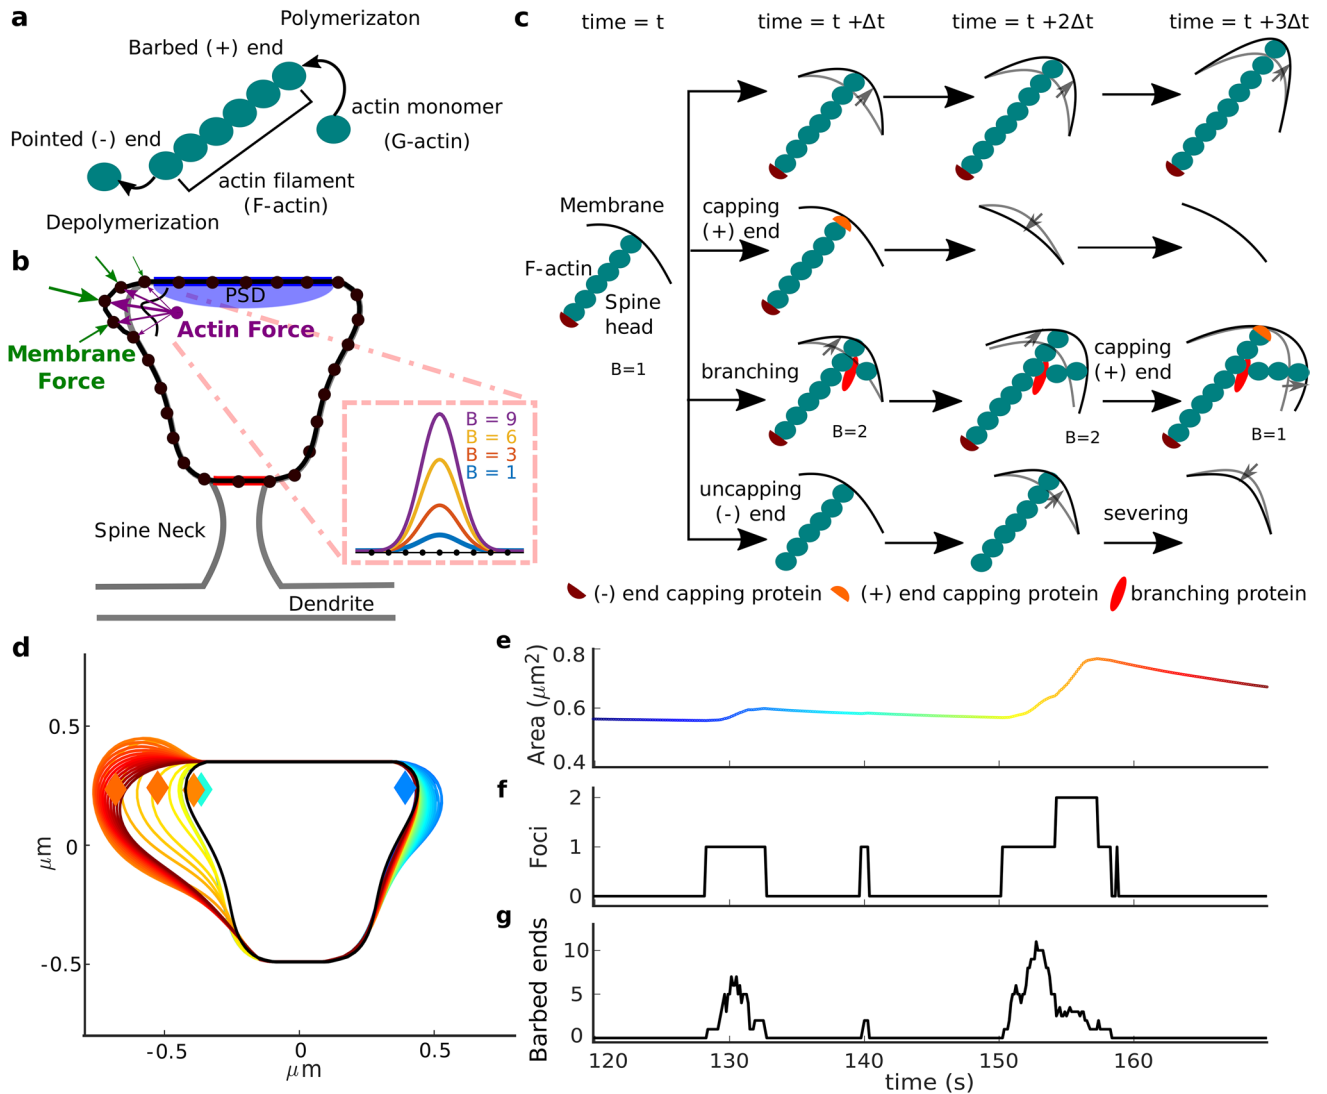 a
Polymerizaton
Barbed (+) end
actin monomer
(G-actin)
Pointed (-) end
actin filament
(F-actin)
Depolymerization
b
PSD
Actin Force
Membrane
Force
B = 9
B = 6
B = 3
B = 1
Spine Neck
Dendrite
c
time = t
time = t +Δt
time = t +2Δt
time = t +3Δt
Membrane
F-actin
Spine
head
B=1
capping
(+) end
branching
B=2
B=2
capping
(+) end
B=1
uncapping
(-) end
severing
(-) end capping protein
(+) end capping protein
branching protein
d
0.5
0
-0.5
μm
-0.5
0
0.5
μm
e
Area (μm²)
0.8
0.6
0.4
f
Foci
2
1
0
g
Barbed ends
10
5
0
120
130
140
150
160
time (s)